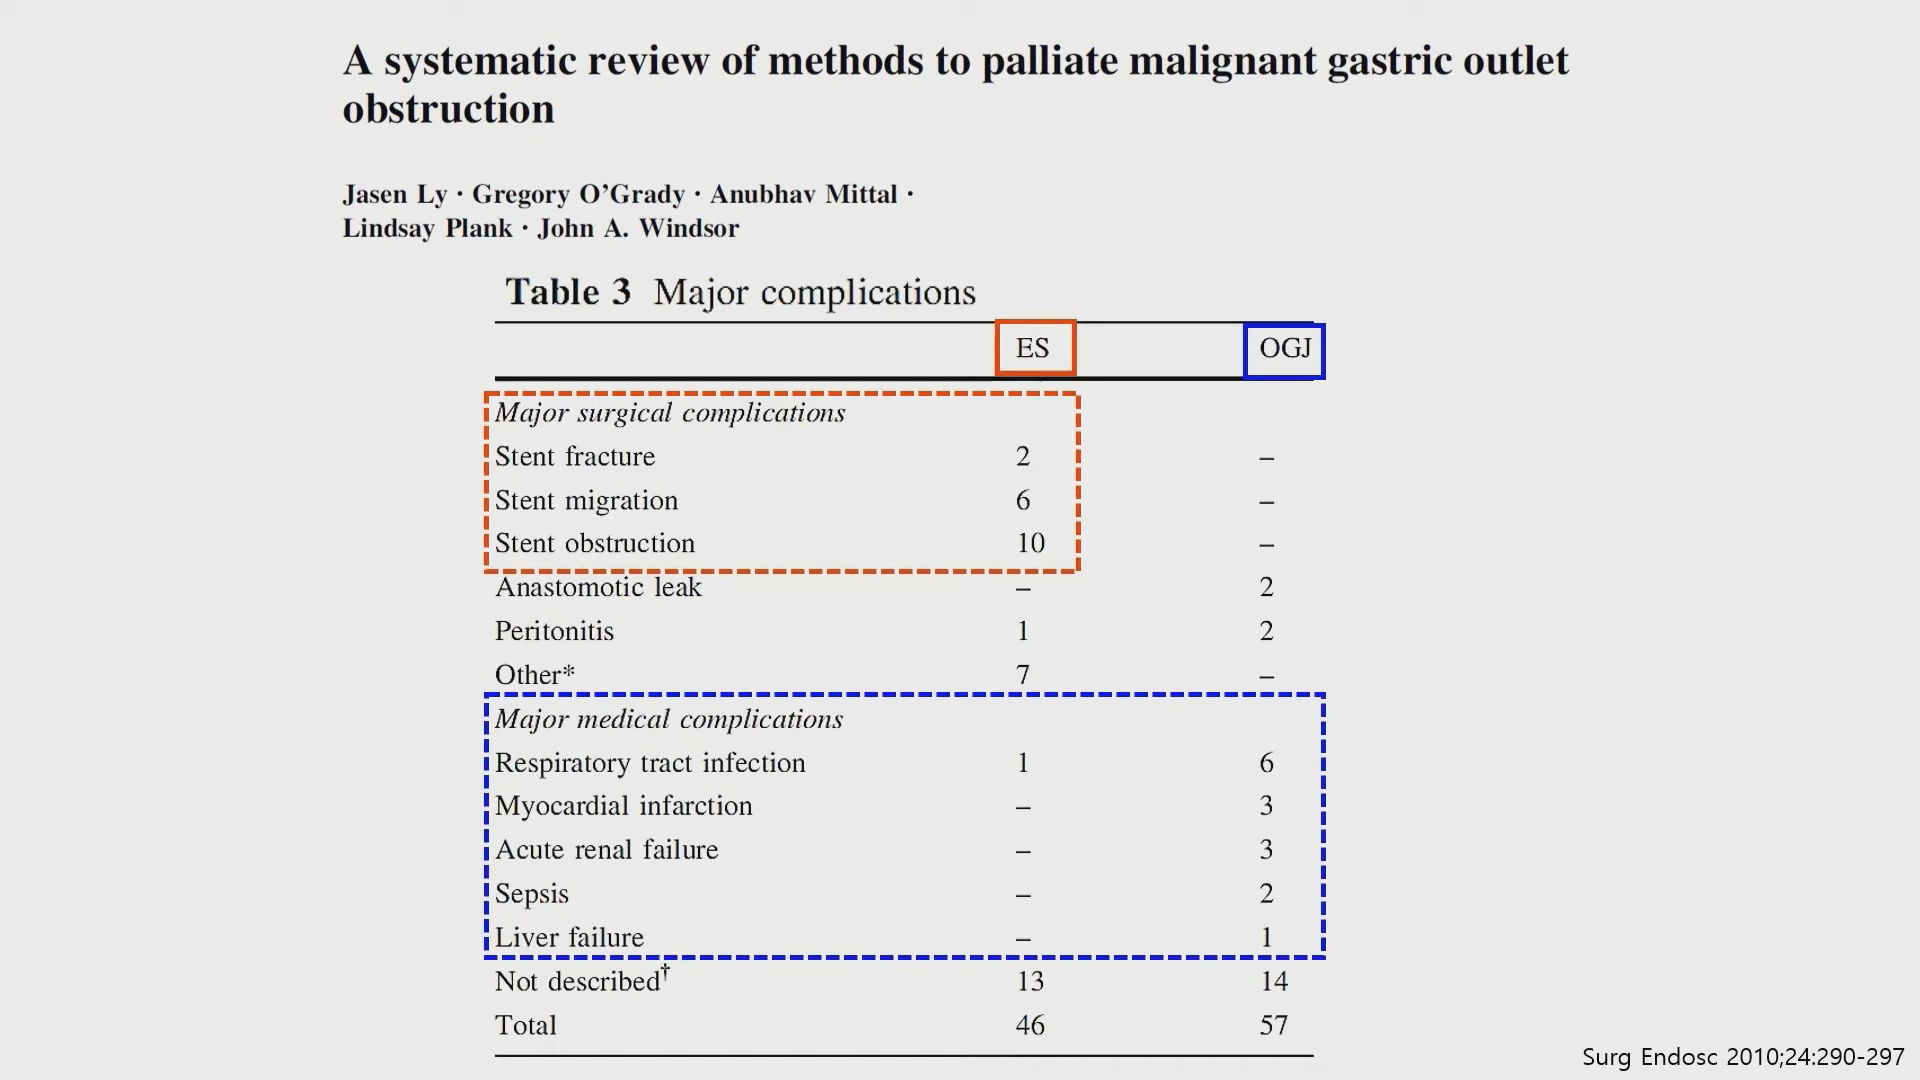 A systematic review of methods to palliate malignant gastric outlet
obstruction
Jasen Ly · Gregory O'Grady · Anubhav Mittal ·
Lindsay Plank · John A. Windsor
Table 3 Major complications
ES OGJ
Major surgical complications
Stent fracture 2 –
Stent migration 6 –
Stent obstruction 10 –
Anastomotic leak – 2
Peritonitis 1 2
Other* 7 –
Major medical complications
Respiratory tract infection 1 6
Myocardial infarction – 3
Acute renal failure – 3
Sepsis – 2
Liver failure – 1
Not described† 13 14
Total 46 57
Surg Endosc 2010;24:290-297